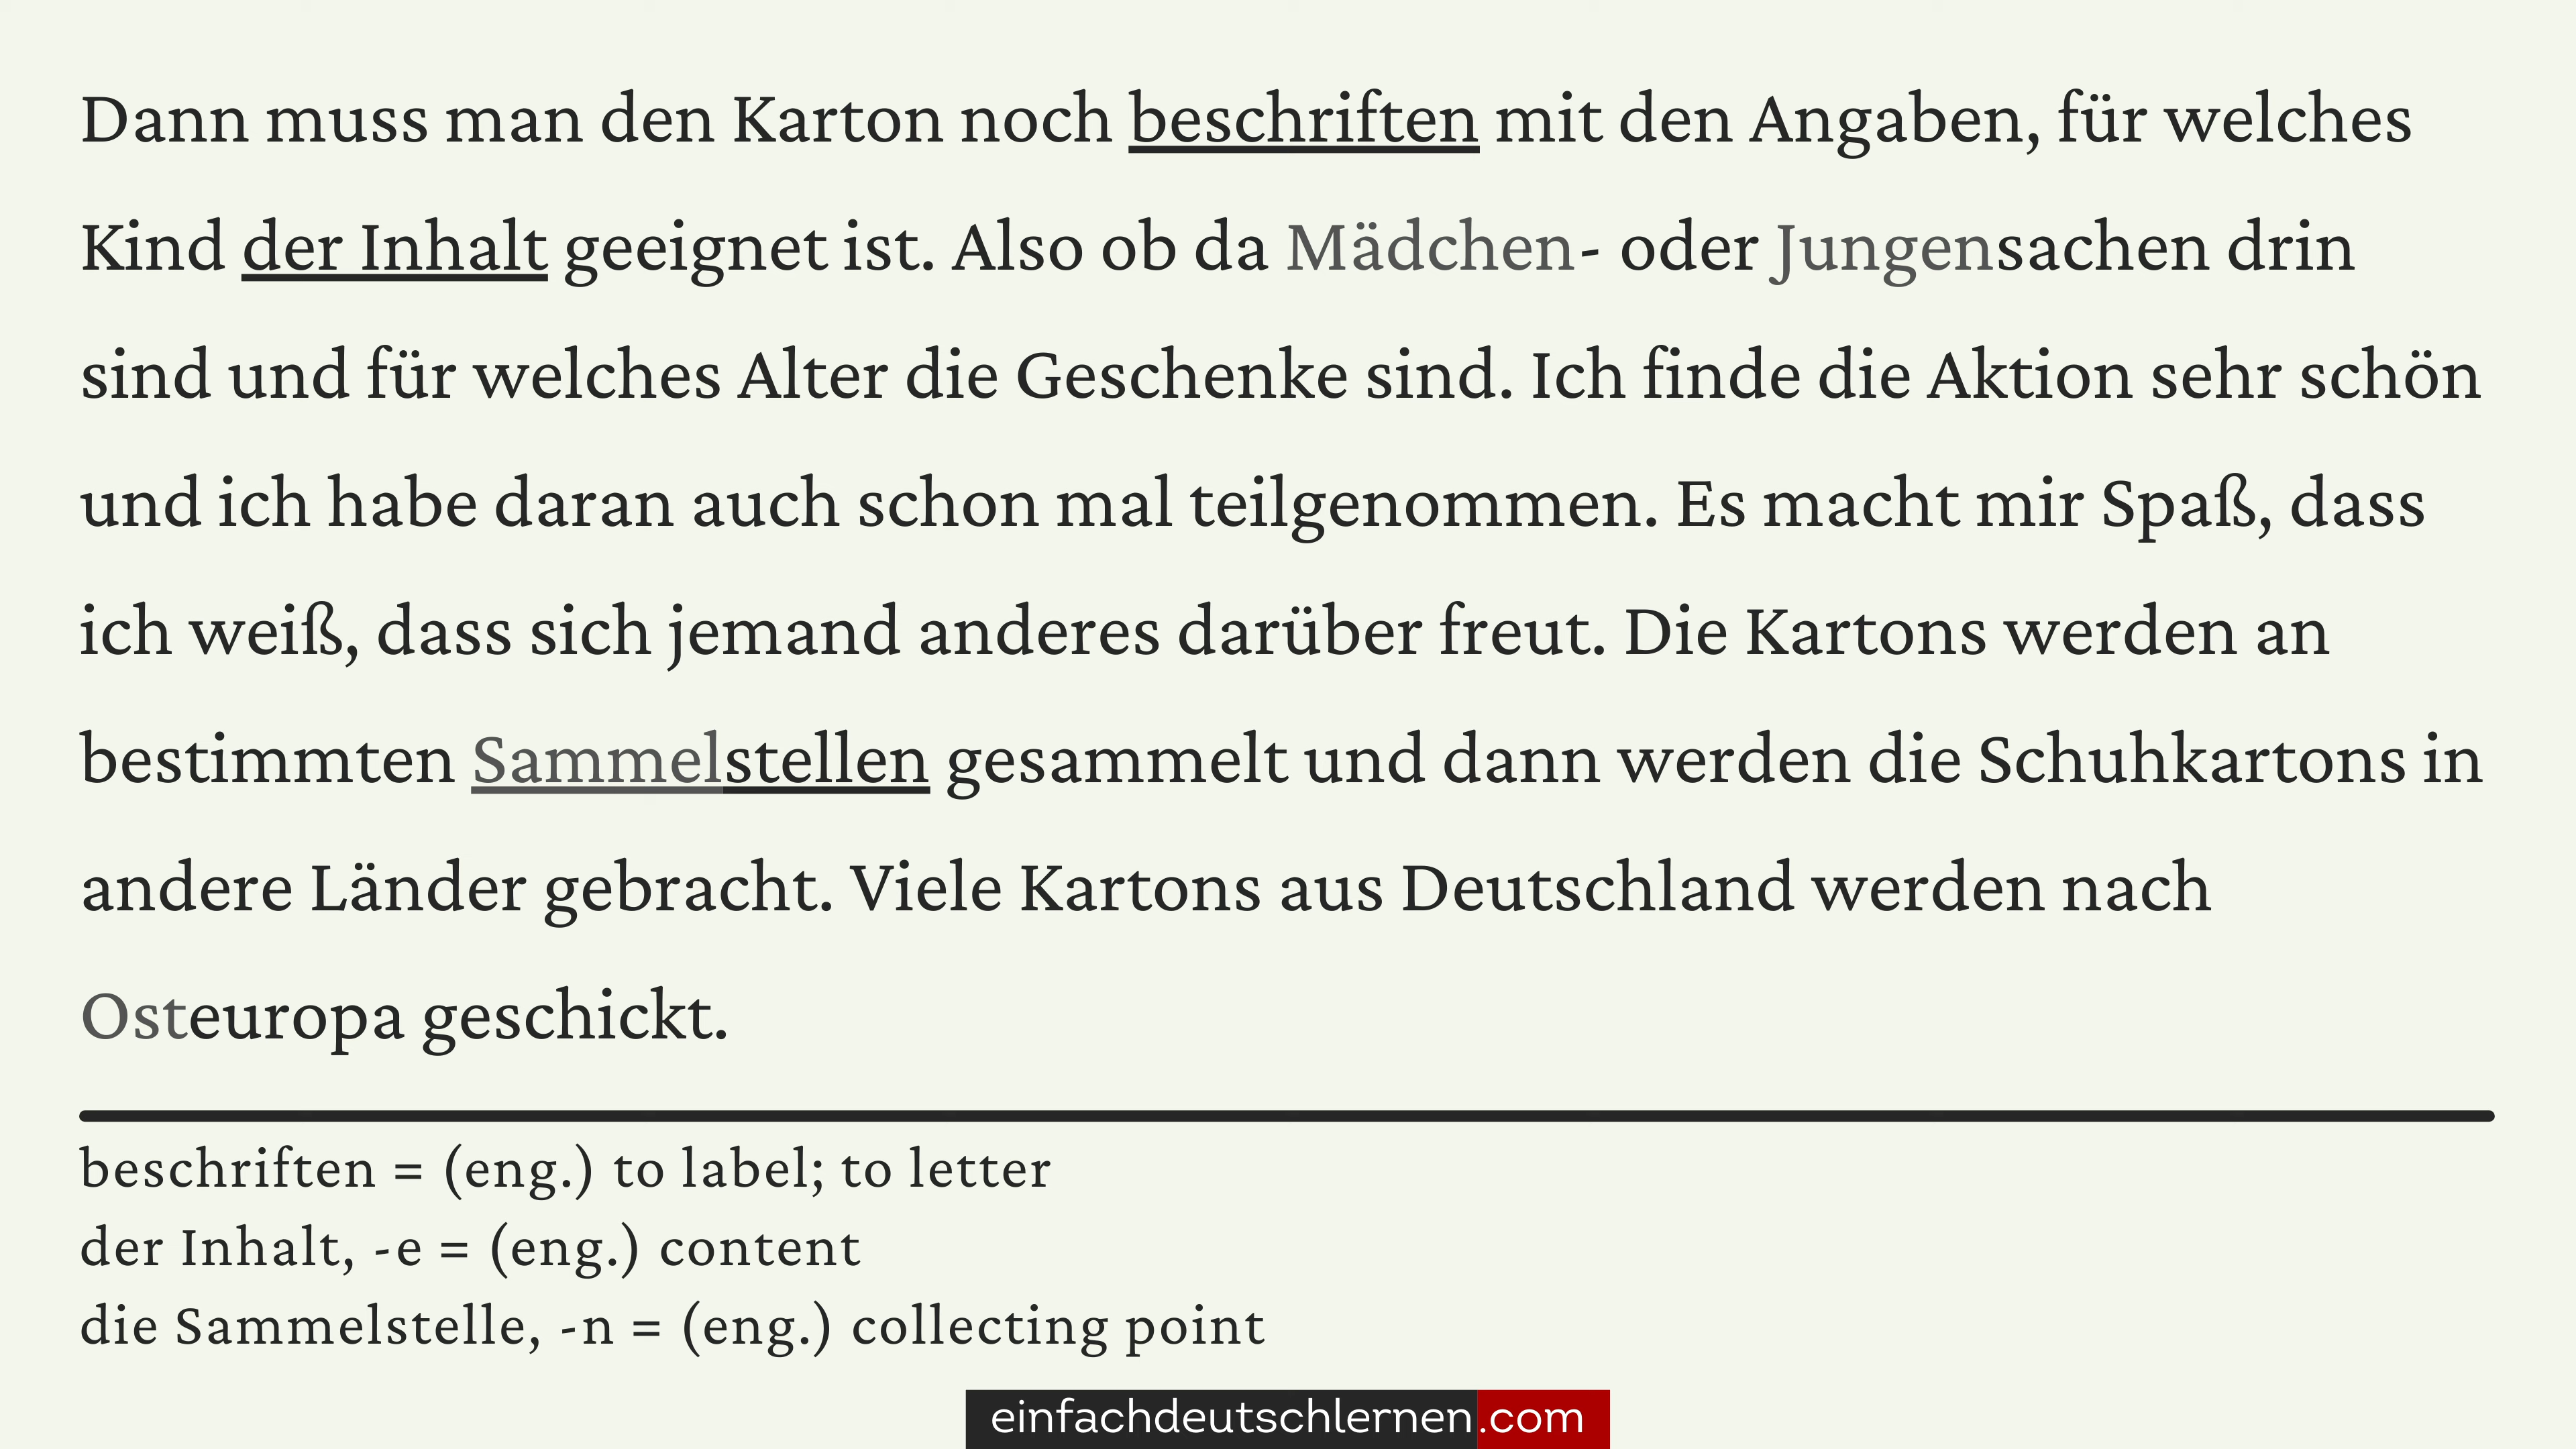 Dann muss man den Karton noch beschriften mit den Angaben, für welches
Kind der Inhalt geeignet ist. Also ob da Mädchen- oder Jungensachen drin
sind und für welches Alter die Geschenke sind. Ich finde die Aktion sehr schön
und ich habe daran auch schon mal teilgenommen. Es macht mir Spaß, dass
ich weiß, dass sich jemand anderes darüber freut. Die Kartons werden an
bestimmten Sammelstellen gesammelt und dann werden die Schuhkartons in
andere Länder gebracht. Viele Kartons aus Deutschland werden nach
Osteuropa geschickt.
beschriften = (eng.) to label; to letter
der Inhalt, -e = (eng.) content
die Sammelstelle, -n = (eng.) collecting point
einfachdeutschlernen.com